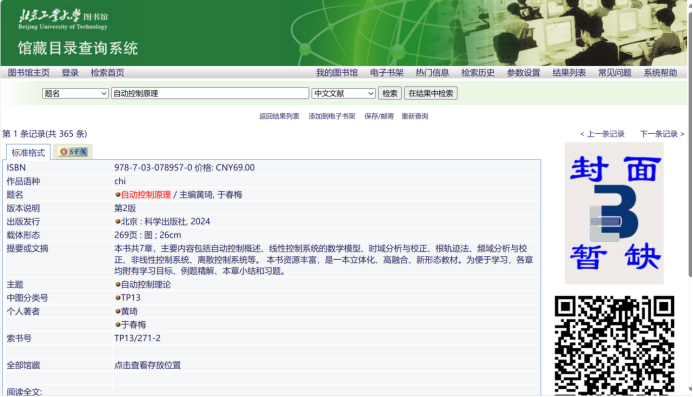 北京工业大学 图书馆
Beijing University of Technology
馆藏目录查询系统
图书馆主页 登录 检索首页 我的图书馆 电子书架 热门信息 检索历史 参数设置 结果列表 常见问题 系统帮助
题名 自动控制原理 中文文献 检索 在结果中检索
返回结果列表 添加到电子书架 保存/邮寄 重新查询
第 1 条记录(共 365 条) < 上一条记录 下一条记录 >
标准格式 S·F·X
ISBN 978-7-03-078957-0 价格: CNY69.00
作品语种 chi
题名 自动控制原理 / 主编黄琦, 于春梅
版本说明 第2版
出版发行 北京 : 科学出版社, 2024
载体形态 269页 : 图 ; 26cm
提要或文摘 本书共7章，主要内容包括自动控制概述、线性控制系统的数学模型、时域分析与校正、根轨迹法、频域分析与校
正、非线性控制系统、离散控制系统等。 本书资源丰富，是一本立体化、高融合、新形态教材。为便于学习，各章
均附有学习目标、例题精解、本章小结和习题。
主题 自动控制理论
中图分类号 TP13
个人著者 黄琦
于春梅
索书号 TP13/271-2
全部馆藏 点击查看存放位置
阅读全文:
封面
暂缺